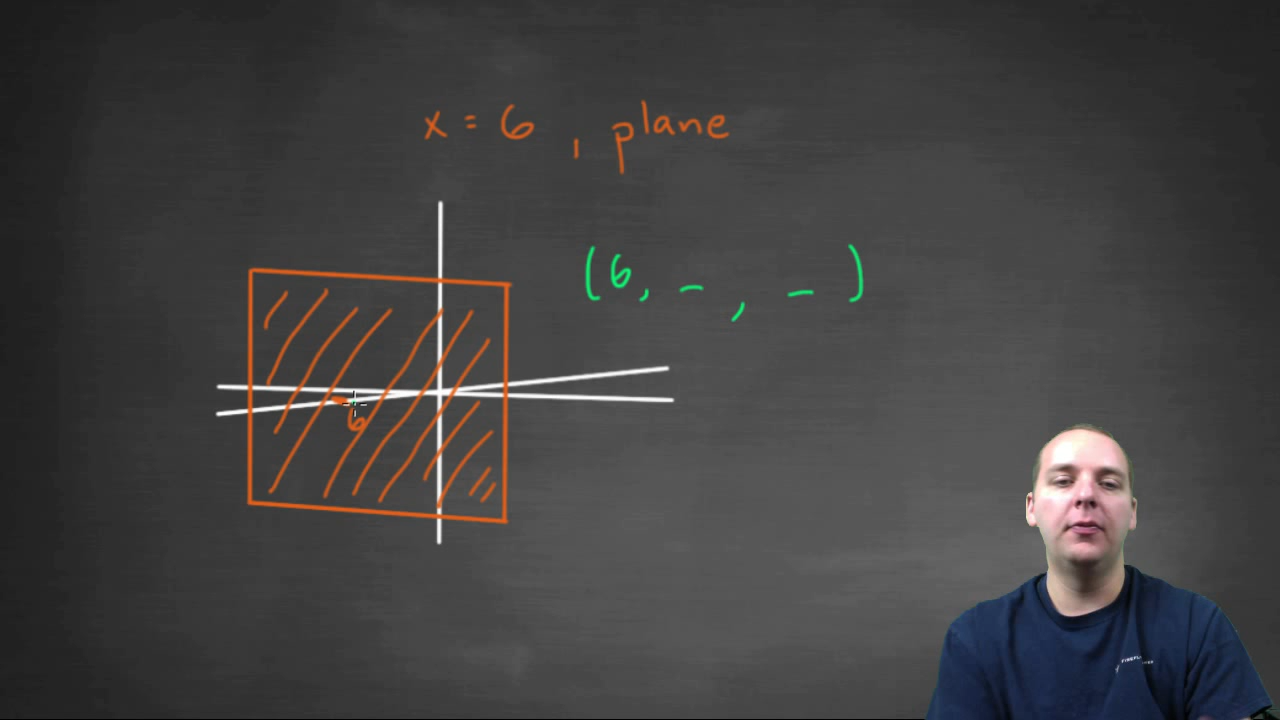 x = 6 , plane
(6, _ , _ )
6